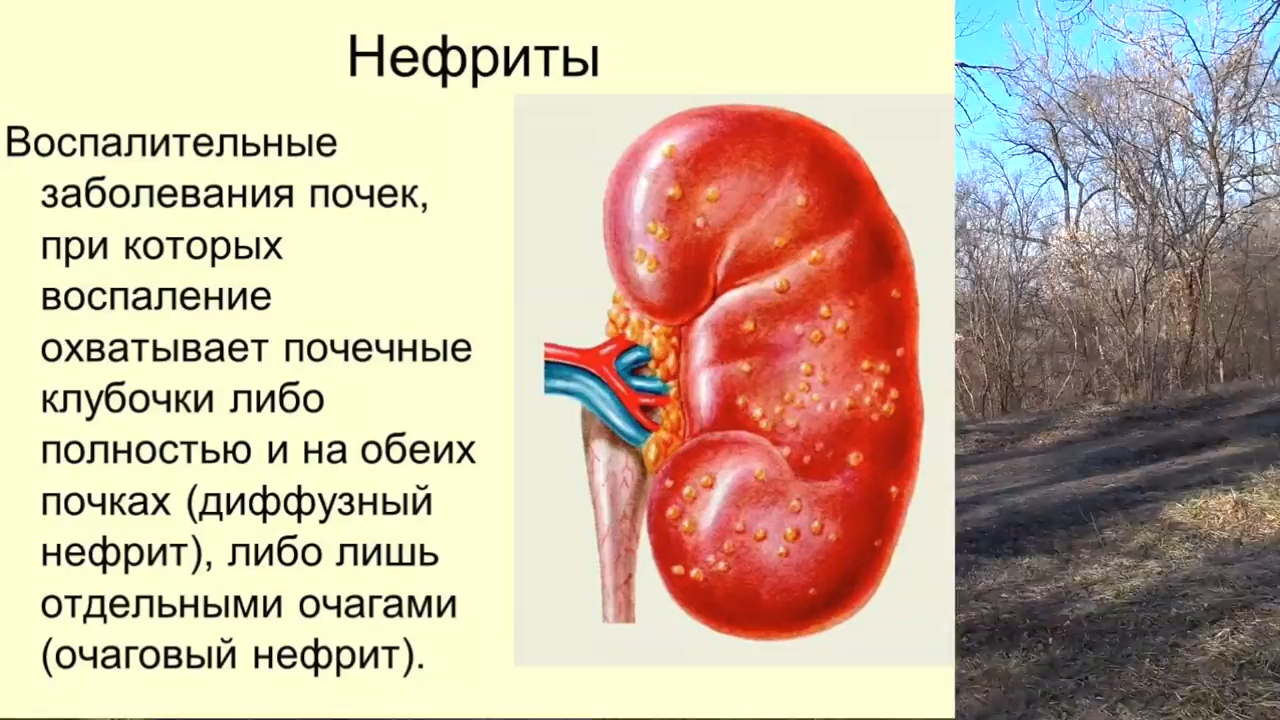 Нефриты
Воспалительные
заболевания почек,
при которых
воспаление
охватывает почечные
клубочки либо
полностью и на обеих
почках (диффузный
нефрит), либо лишь
отдельными очагами
(очаговый нефрит).